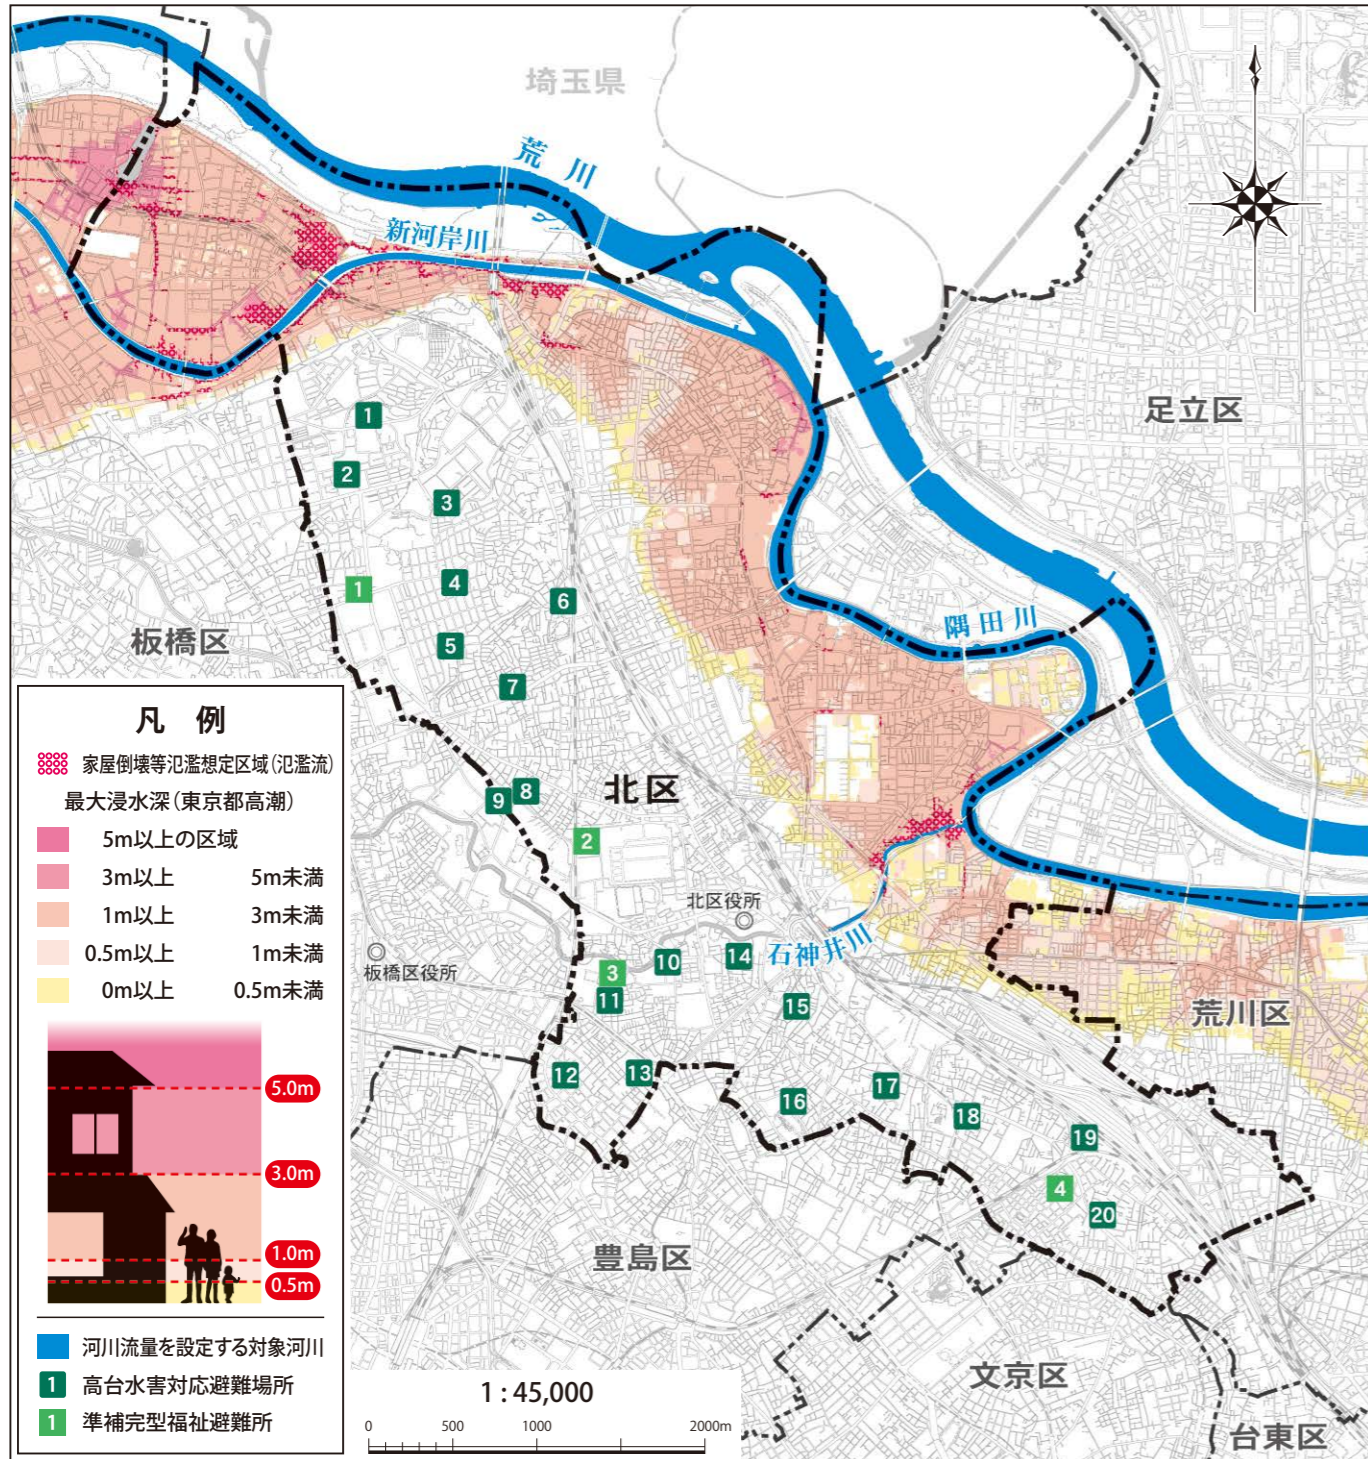 埼玉県
荒川
新河岸川
足立区
1
2
3
1
4
6
隅田川
板橋区
5
7
凡 例
家屋倒壊等氾濫想定区域(氾濫流)
最大浸水深(東京都高潮)
5m以上の区域
3m以上 5m未満
1m以上 3m未満
0.5m以上 1m未満
0m以上 0.5m未満
5.0m
3.0m
1.0m
0.5m
河川流量を設定する対象河川
1 高台水害対応避難場所
1 準補完型福祉避難所
北区
9
8
2
北区役所
石神井川
板橋区役所
3
10
14
11
15
荒川区
12
13
16
17
18
19
4
20
豊島区
文京区
台東区
1:45,000
0 500 1000 2000m